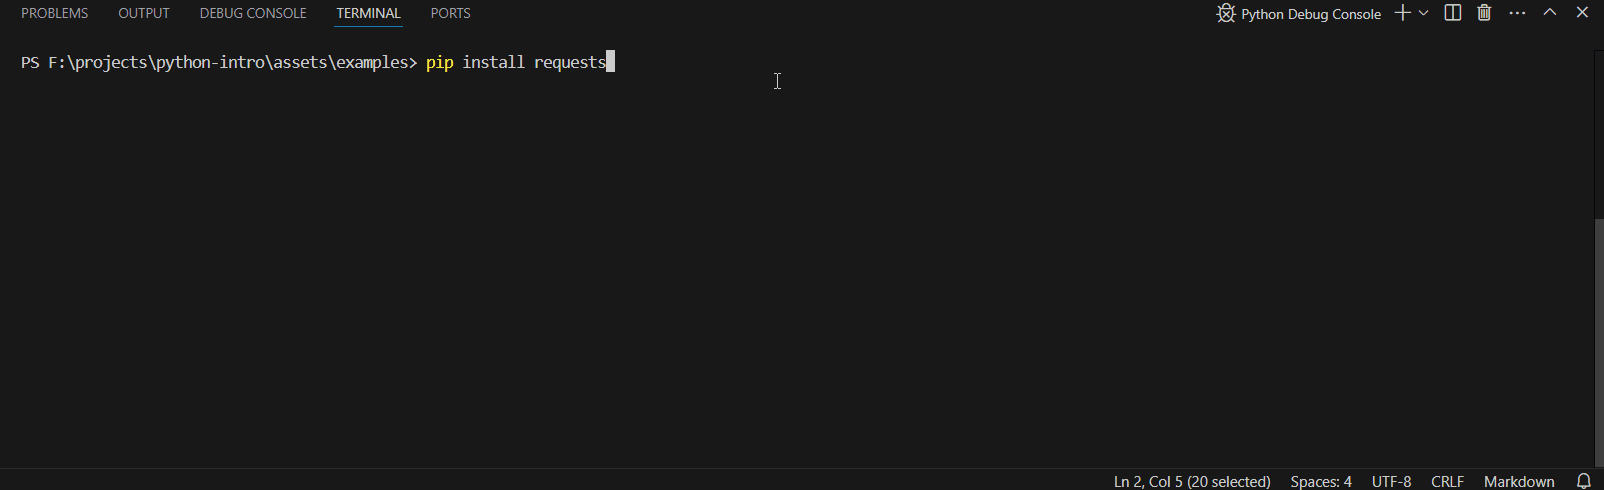 PROBLEMS OUTPUT DEBUG CONSOLE TERMINAL PORTS Python Debug Console
PS F:\projects\python-intro\assets\examples> pip install requests
Ln 2, Col 5 (20 selected) Spaces: 4 UTF-8 CRLF Markdown